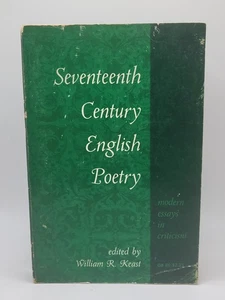 Seventeenth
Century
English
Poetry
modern
essays
in
criticism
edited by
William R. Keast